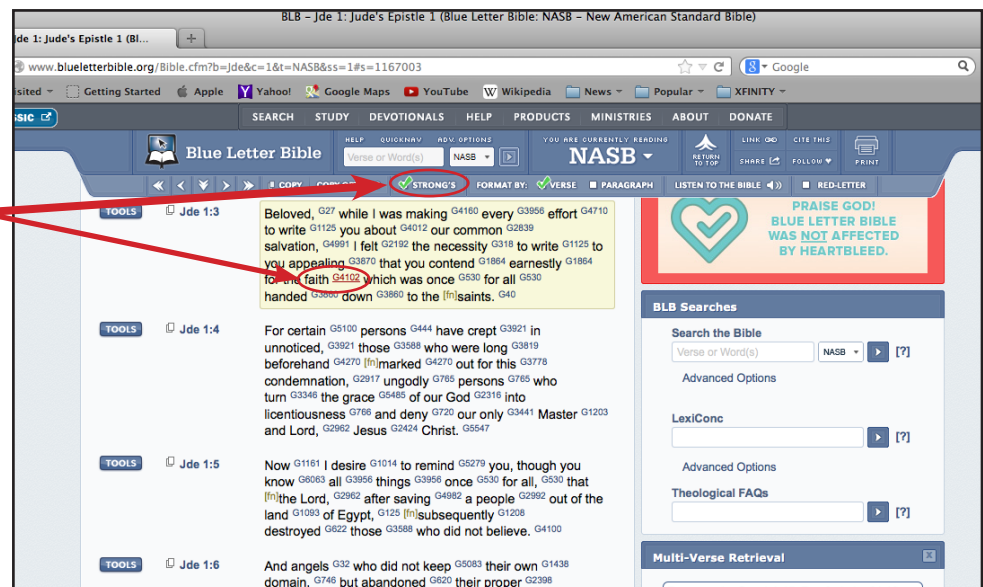 BLB – Jde 1: Jude's Epistle 1 (Blue Letter Bible: NASB – New American Standard Bible)
Jde 1: Jude's Epistle 1 (Bl... +
www.blueletterbible.org/Bible.cfm?b=Jde&c=1&t=NASB&ss=1#s=1167003
Google
isited Getting Started Apple Yahoo! Google Maps YouTube Wikipedia News Popular XFINITY
SSIC SEARCH STUDY DEVOTIONALS HELP PRODUCTS MINISTRIES ABOUT DONATE
Blue Letter Bible
HELP QUICKNAV ADV. OPTIONS
Verse or Word(s) NASB
YOU ARE CURRENTLY READING
NASB
RETURN TO TOP
LINK CITE THIS
SHARE FOLLOW PRINT
COPY STRONG'S FORMAT BY: VERSE PARAGRAPH LISTEN TO THE BIBLE RED-LETTER
TOOLS Jde 1:3
Beloved, G27 while I was making G4160 every G3956 effort G4710
to write G1125 you about G4012 our common G2839
salvation, G4991 I felt G2192 the necessity G318 to write G1125 to
you appealing G3870 that you contend G1864 earnestly G1864
for the faith G4102 which was once G530 for all G530
handed G3860 down G3860 to the [fn]saints. G40
TOOLS Jde 1:4
For certain G5100 persons G444 have crept G3921 in
unnoticed, G3921 those G3588 who were long G3819
beforehand G4270 [fn]marked G4270 out for this G3778
condemnation, G2917 ungodly G765 persons G765 who
turn G3346 the grace G5485 of our God G2316 into
licentiousness G766 and deny G720 our only G3441 Master G1203
and Lord, G2962 Jesus G2424 Christ. G5547
TOOLS Jde 1:5
Now G1161 I desire G1014 to remind G5279 you, though you
know G6063 all G3956 things G3956 once G530 for all, G530 that
[fn]the Lord, G2962 after saving G4982 a people G2992 out of the
land G1093 of Egypt, G125 [fn]subsequently G1208
destroyed G622 those G3588 who did not believe. G4100
TOOLS Jde 1:6
And angels G32 who did not keep G5083 their own G1438
domain, G746 but abandoned G620 their proper G2398
PRAISE GOD!
BLUE LETTER BIBLE
WAS NOT AFFECTED
BY HEARTBLEED.
BLB Searches
Search the Bible
Verse or Word(s) NASB [?]
Advanced Options
LexiConc
[?]
Advanced Options
Theological FAQs
[?]
Multi-Verse Retrieval x